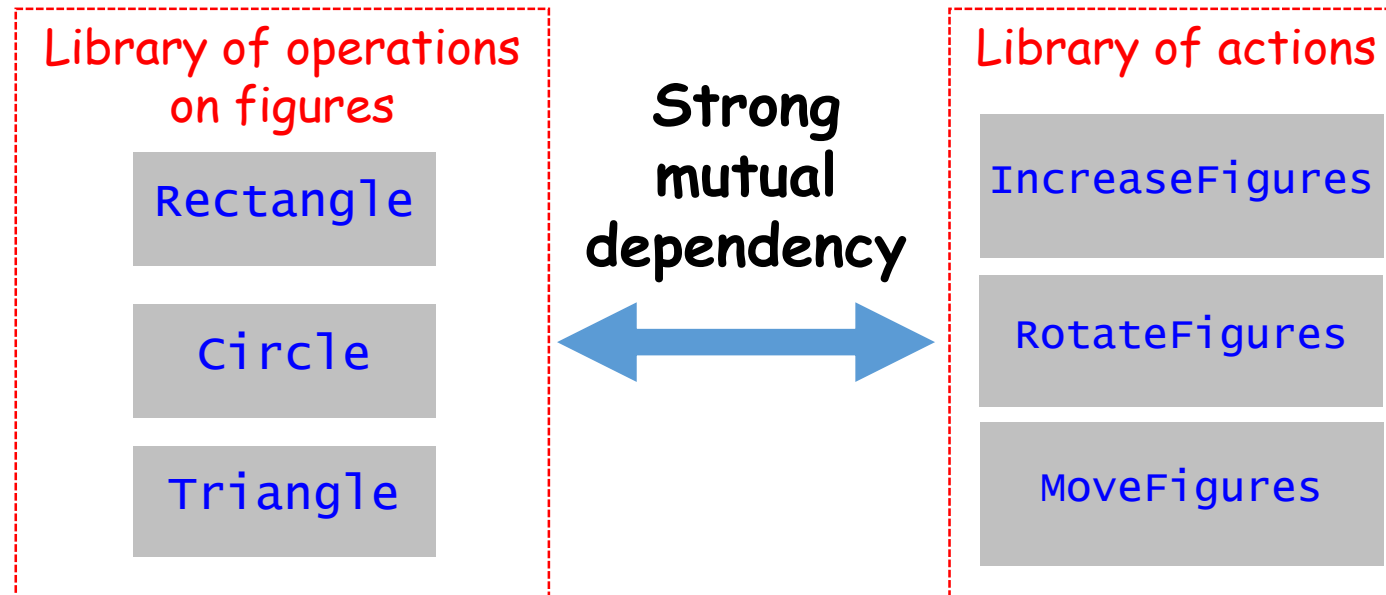 Library of operations
on figures
Rectangle
Circle
Triangle
Strong
mutual
dependency
Library of actions
IncreaseFigures
RotateFigures
MoveFigures